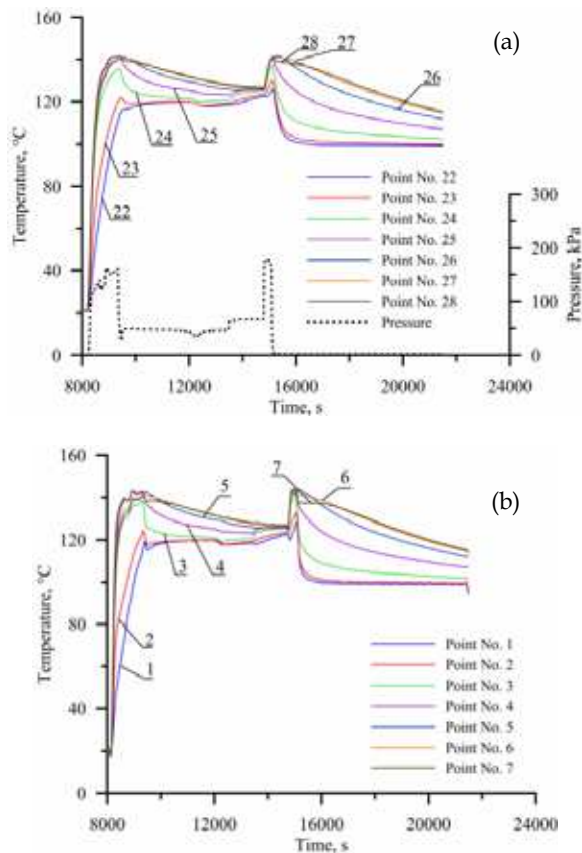 160
(a)
28
27
26
120
24
25
Temperature, °C
23
22
80
Point No. 22
Point No. 23
Point No. 24
Point No. 25
Point No. 26
Point No. 27
Point No. 28
Pressure
300
200
100
0
Pressure, kPa
40
0
8000 12000 16000 20000 24000
Time, s
160
(b)
5
7
6
120
3
4
Temperature, °C
2
1
80
Point No. 1
Point No. 2
Point No. 3
Point No. 4
Point No. 5
Point No. 6
Point No. 7
40
0
8000 12000 16000 20000 24000
Time, s